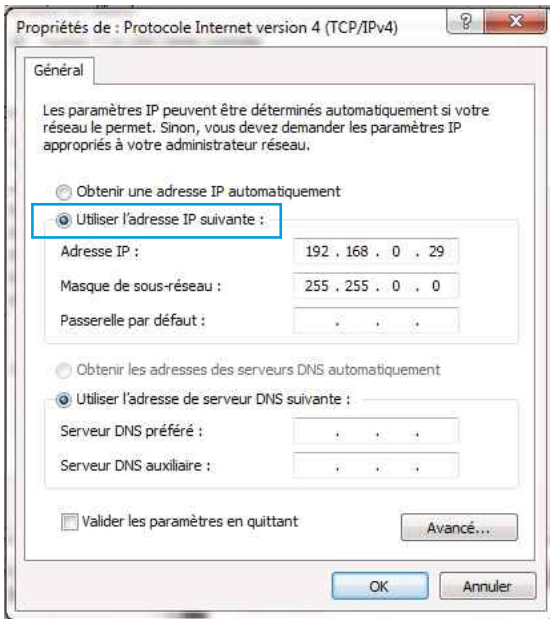 Propriétés de : Protocole Internet version 4 (TCP/IPv4)
Général
Les paramètres IP peuvent être déterminés automatiquement si votre
réseau le permet. Sinon, vous devez demander les paramètres IP
appropriés à votre administrateur réseau.
Obtenir une adresse IP automatiquement
Utiliser l'adresse IP suivante :
Adresse IP : 192 . 168 . 0 . 29
Masque de sous-réseau : 255 . 255 . 0 . 0
Passerelle par défaut : . . .
Obtenir les adresses des serveurs DNS automatiquement
Utiliser l'adresse de serveur DNS suivante :
Serveur DNS préféré : . . .
Serveur DNS auxiliaire : . . .
Valider les paramètres en quittant
Avancé...
OK Annuler